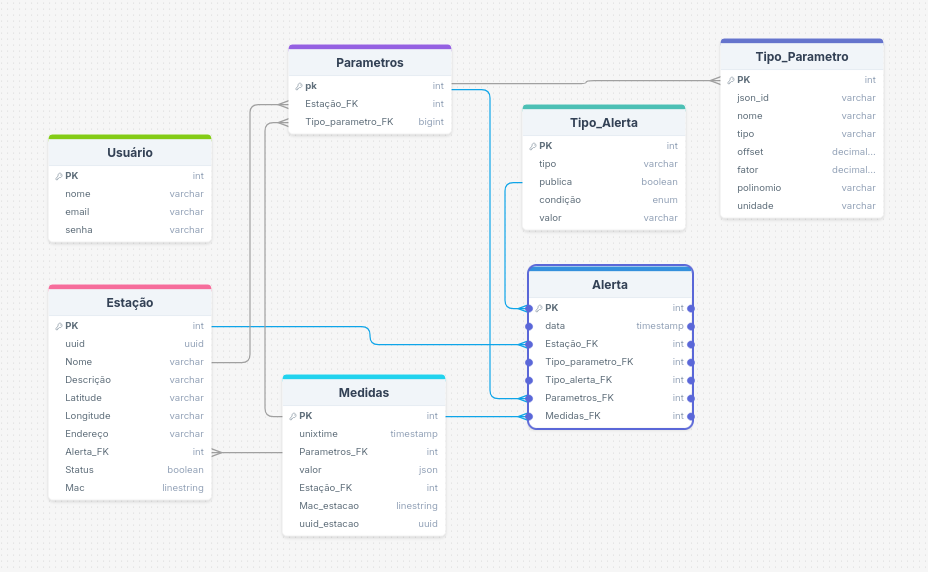 Parametros
pk int
Estação_FK int
Tipo_parametro_FK bigint
Tipo_Parametro
PK int
json_id varchar
nome varchar
tipo varchar
offset decimal...
fator decimal...
polinomio varchar
unidade varchar
Tipo_Alerta
PK int
tipo varchar
publica boolean
condição enum
valor varchar
Usuário
PK int
nome varchar
email varchar
senha varchar
Alerta
PK int
data timestamp
Estação_FK int
Tipo_parametro_FK int
Tipo_alerta_FK int
Parametros_FK int
Medidas_FK int
Estação
PK int
uuid uuid
Nome varchar
Descrição varchar
Latitude varchar
Longitude varchar
Endereço varchar
Alerta_FK int
Status boolean
Mac linestring
Medidas
PK int
unixtime timestamp
Parametros_FK int
valor json
Estação_FK int
Mac_estacao linestring
uuid_estacao uuid